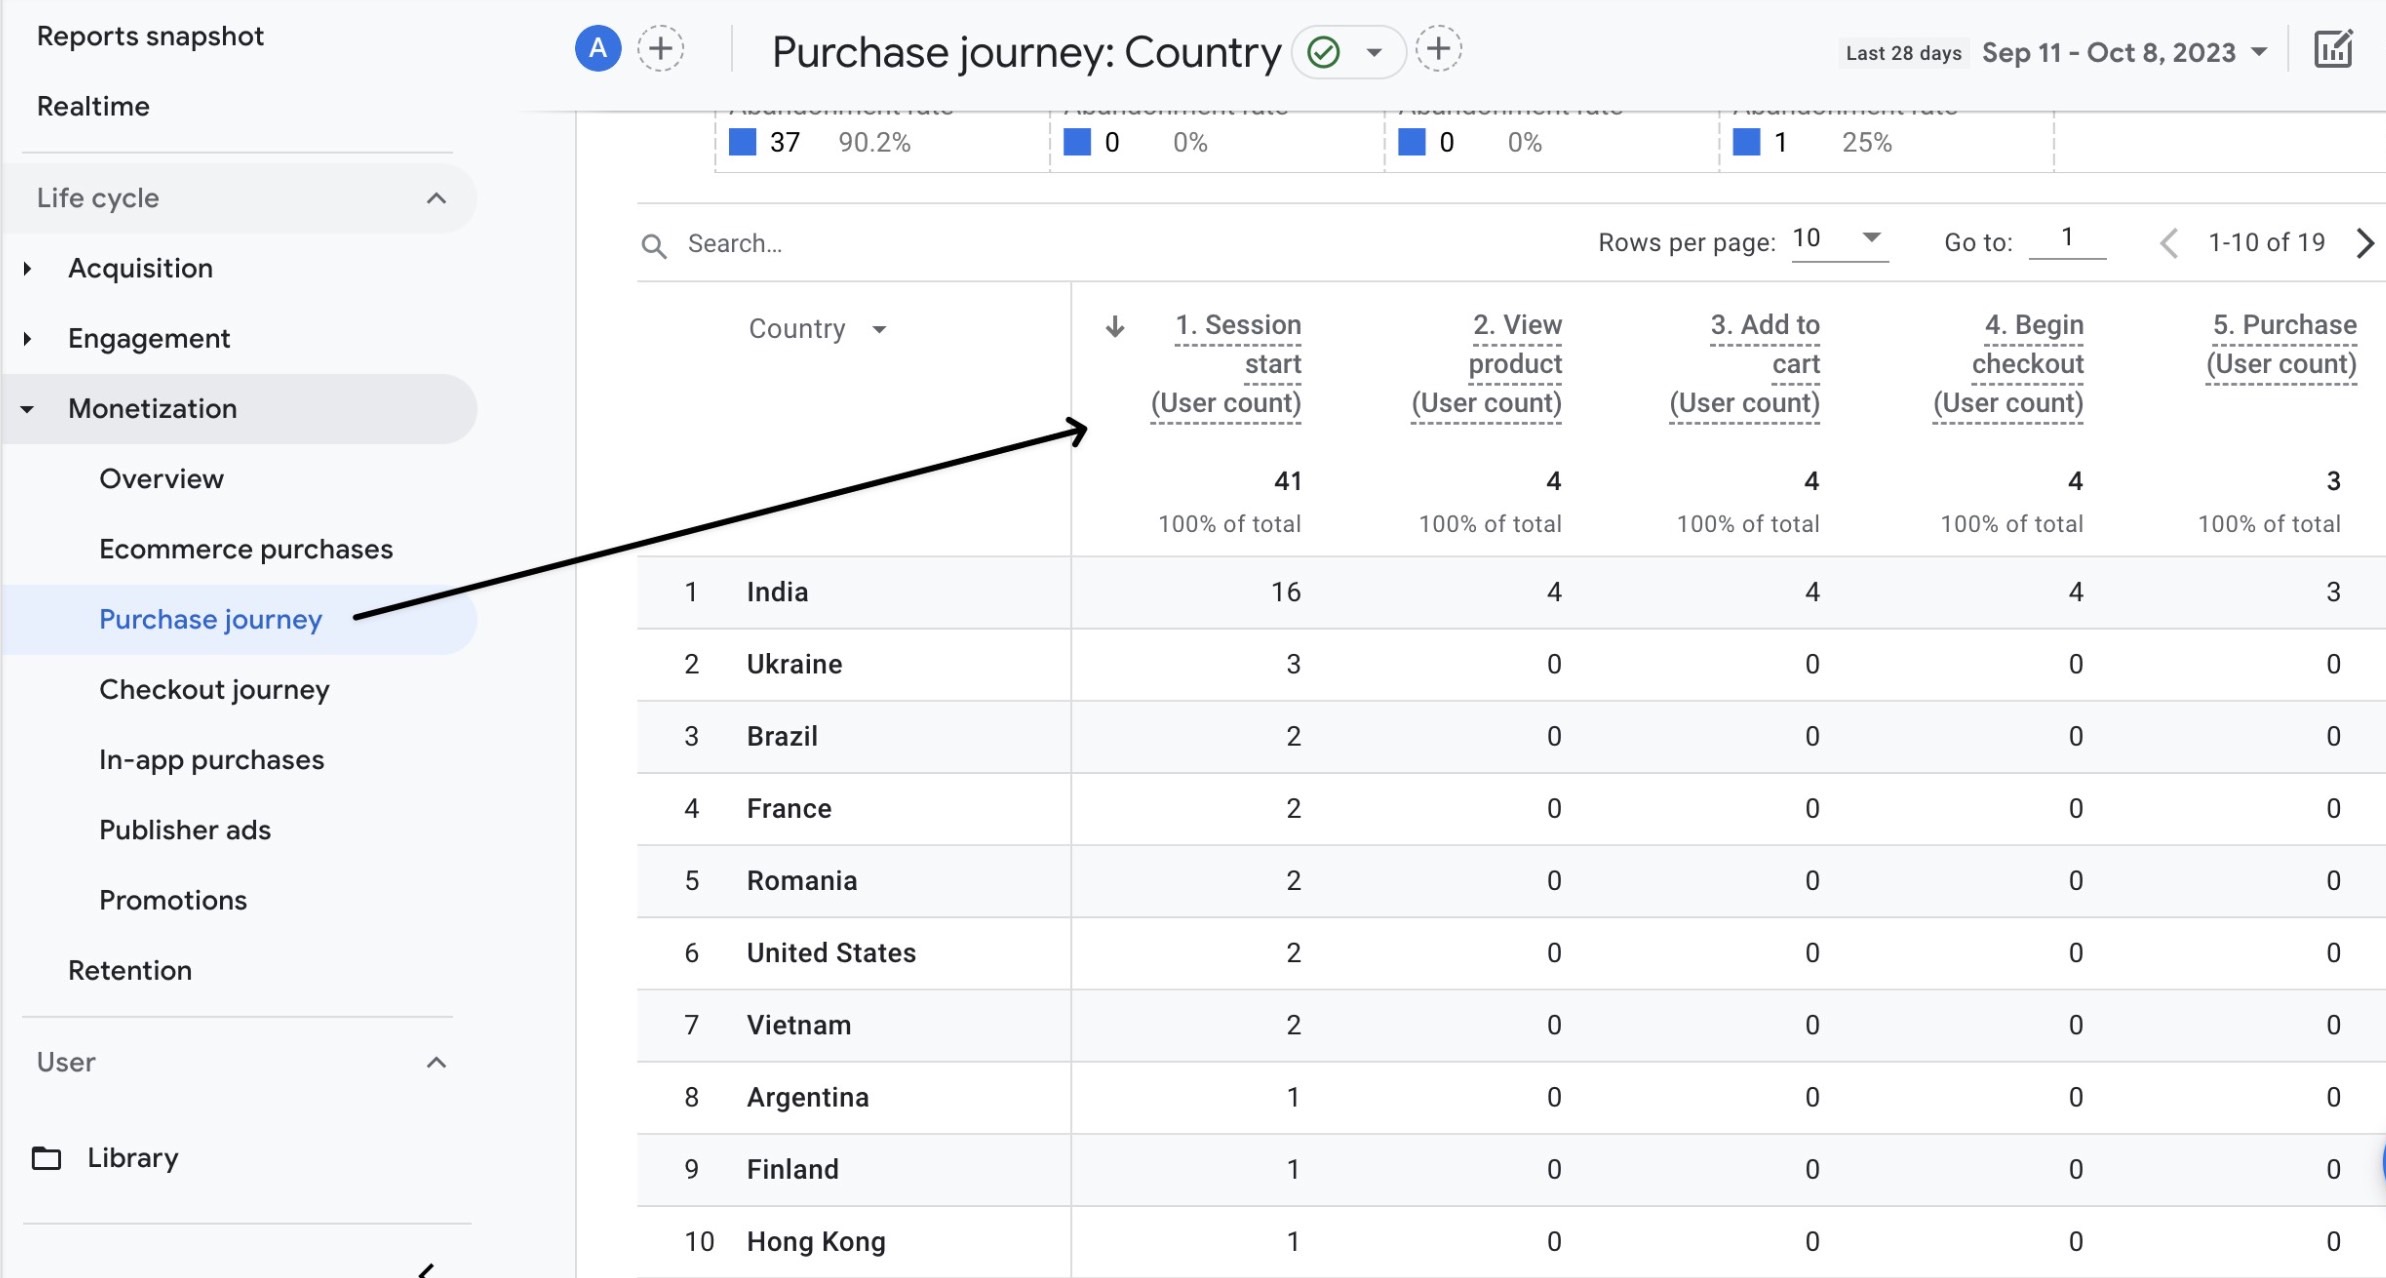 Reports snapshot
Realtime
Life cycle
Acquisition
Engagement
Monetization
Overview
Ecommerce purchases
Purchase journey
Checkout journey
In-app purchases
Publisher ads
Promotions
Retention
User
Library
A
Purchase journey: Country
Last 28 days Sep 11 - Oct 8, 2023
Abandonment rate Abandonment rate Abandonment rate Abandonment rate
37 90.2% 0 0% 0 0% 1 25%
Search...
Rows per page: 10 Go to: 1 1-10 of 19
Country
1. Session
start
(User count)
2. View
product
(User count)
3. Add to
cart
(User count)
4. Begin
checkout
(User count)
5. Purchase
(User count)
41 4 4 4 3
100% of total 100% of total 100% of total 100% of total 100% of total
1 India 16 4 4 4 3
2 Ukraine 3 0 0 0 0
3 Brazil 2 0 0 0 0
4 France 2 0 0 0 0
5 Romania 2 0 0 0 0
6 United States 2 0 0 0 0
7 Vietnam 2 0 0 0 0
8 Argentina 1 0 0 0 0
9 Finland 1 0 0 0 0
10 Hong Kong 1 0 0 0 0